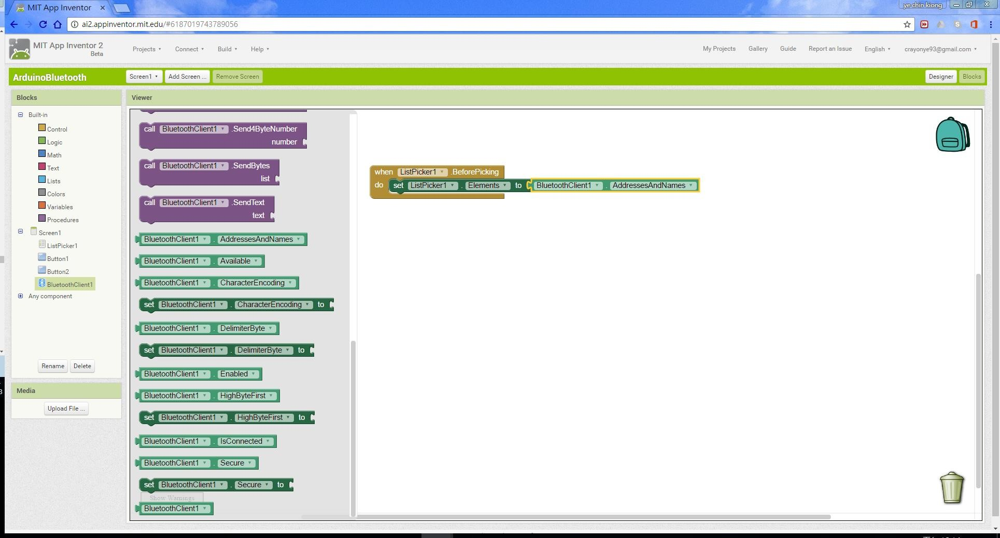 MIT App Inventor
ye chin kiong
ai2.appinventor.mit.edu/#6187019743789056
MIT App Inventor 2
Beta
Projects
Connect
Build
Help
My Projects
Gallery
Guide
Report an Issue
English
crayonye93@gmail.com
ArduinoBluetooth
Screen1
Add Screen ...
Remove Screen
Designer
Blocks
Blocks
Built-in
Control
Logic
Math
Text
Lists
Colors
Variables
Procedures
Screen1
ListPicker1
Button1
Button2
BluetoothClient1
Any component
Rename
Delete
Media
Upload File ...
Viewer
call BluetoothClient1 .Send4ByteNumber
number
call BluetoothClient1 .SendBytes
list
call BluetoothClient1 .SendText
text
BluetoothClient1 . AddressesAndNames
BluetoothClient1 . Available
BluetoothClient1 . CharacterEncoding
set BluetoothClient1 . CharacterEncoding to
BluetoothClient1 . DelimiterByte
set BluetoothClient1 . DelimiterByte to
BluetoothClient1 . Enabled
BluetoothClient1 . HighByteFirst
set BluetoothClient1 . HighByteFirst to
BluetoothClient1 . IsConnected
BluetoothClient1 . Secure
set BluetoothClient1 . Secure to
Show Warnings
BluetoothClient1
when ListPicker1 .BeforePicking
do set ListPicker1 . Elements to BluetoothClient1 . AddressesAndNames